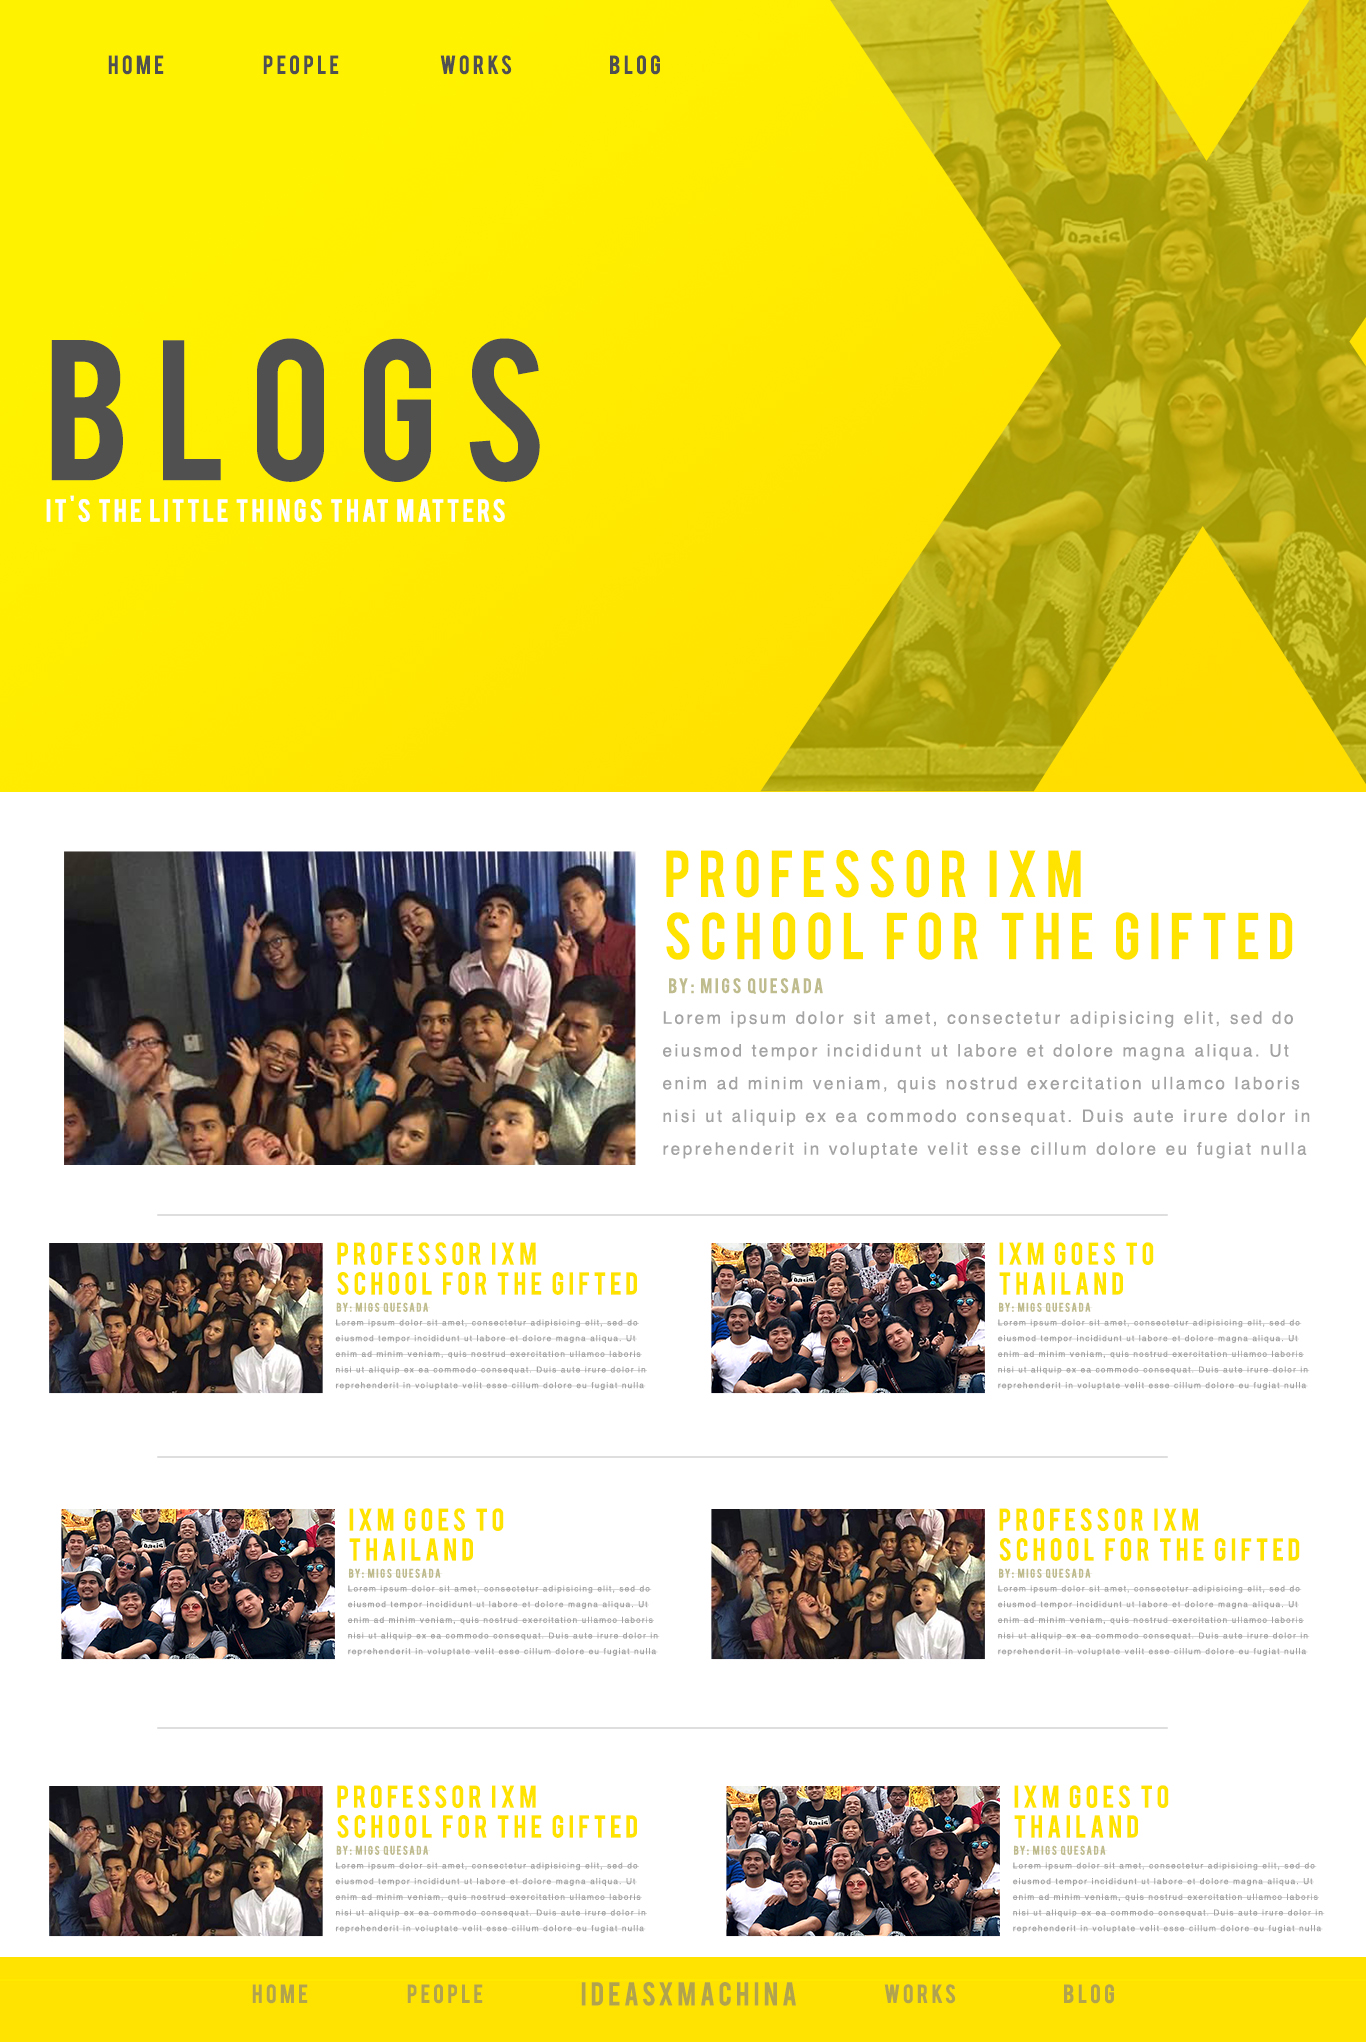 HOME PEOPLE WORKS BLOG
Oasis
BLOGS
IT'S THE LITTLE THINGS THAT MATTERS
PROFESSOR IXM
SCHOOL FOR THE GIFTED
BY: MIGS QUESADA
Lorem ipsum dolor sit amet, consectetur adipisicing elit, sed do
eiusmod tempor incididunt ut labore et dolore magna aliqua. Ut
enim ad minim veniam, quis nostrud exercitation ullamco laboris
nisi ut aliquip ex ea commodo consequat. Duis aute irure dolor in
reprehenderit in voluptate velit esse cillum dolore eu fugiat nulla
PROFESSOR IXM
SCHOOL FOR THE GIFTED
BY: MIGS QUESADA
Lorem ipsum dolor sit amet, consectetur adipisicing elit, sed do
eiusmod tempor incididunt ut labore et dolore magna aliqua. Ut
enim ad minim veniam, quis nostrud exercitation ullamco laboris
nisi ut aliquip ex ea commodo consequat. Duis aute irure dolor in
reprehenderit in voluptate velit esse cillum dolore eu fugiat nulla
IXM GOES TO
THAILAND
BY: MIGS QUESADA
Lorem ipsum dolor sit amet, consectetur adipisicing elit, sed do
eiusmod tempor incididunt ut labore et dolore magna aliqua. Ut
enim ad minim veniam, quis nostrud exercitation ullamco laboris
nisi ut aliquip ex ea commodo consequat. Duis aute irure dolor in
reprehenderit in voluptate velit esse cillum dolore eu fugiat nulla
IXM GOES TO
THAILAND
BY: MIGS QUESADA
Lorem ipsum dolor sit amet, consectetur adipisicing elit, sed do
eiusmod tempor incididunt ut labore et dolore magna aliqua. Ut
enim ad minim veniam, quis nostrud exercitation ullamco laboris
nisi ut aliquip ex ea commodo consequat. Duis aute irure dolor in
reprehenderit in voluptate velit esse cillum dolore eu fugiat nulla
PROFESSOR IXM
SCHOOL FOR THE GIFTED
BY: MIGS QUESADA
Lorem ipsum dolor sit amet, consectetur adipisicing elit, sed do
eiusmod tempor incididunt ut labore et dolore magna aliqua. Ut
enim ad minim veniam, quis nostrud exercitation ullamco laboris
nisi ut aliquip ex ea commodo consequat. Duis aute irure dolor in
reprehenderit in voluptate velit esse cillum dolore eu fugiat nulla
PROFESSOR IXM
SCHOOL FOR THE GIFTED
BY: MIGS QUESADA
Lorem ipsum dolor sit amet, consectetur adipisicing elit, sed do
eiusmod tempor incididunt ut labore et dolore magna aliqua. Ut
enim ad minim veniam, quis nostrud exercitation ullamco laboris
nisi ut aliquip ex ea commodo consequat. Duis aute irure dolor in
reprehenderit in voluptate velit esse cillum dolore eu fugiat nulla
IXM GOES TO
THAILAND
BY: MIGS QUESADA
Lorem ipsum dolor sit amet, consectetur adipisicing elit, sed do
eiusmod tempor incididunt ut labore et dolore magna aliqua. Ut
enim ad minim veniam, quis nostrud exercitation ullamco laboris
nisi ut aliquip ex ea commodo consequat. Duis aute irure dolor in
reprehenderit in voluptate velit esse cillum dolore eu fugiat nulla
HOME PEOPLE IDEASXMACHINA WORKS BLOG